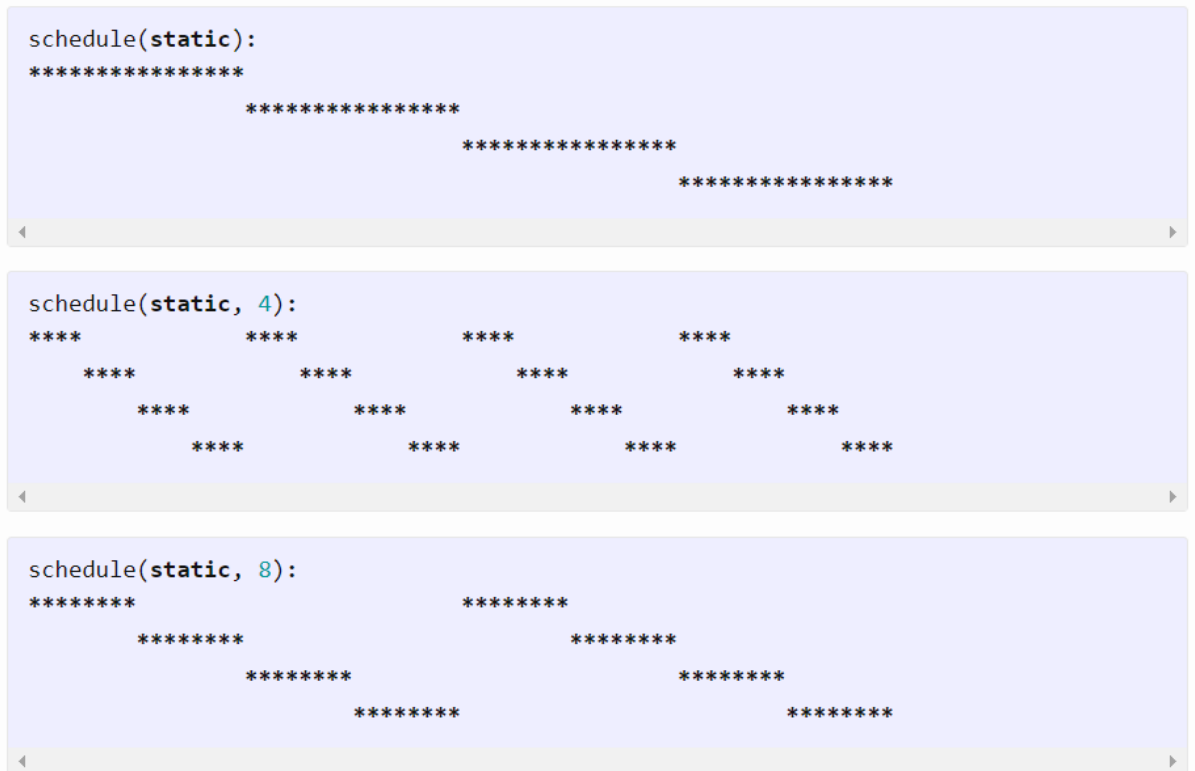 schedule(static):
****************
                ****************
                                ****************
                                                ****************
schedule(static, 4):
****            ****            ****            ****
    ****            ****            ****            ****
        ****            ****            ****            ****
            ****            ****            ****            ****
schedule(static, 8):
********                        ********
        ********                        ********
                ********                        ********
                        ********                        ********